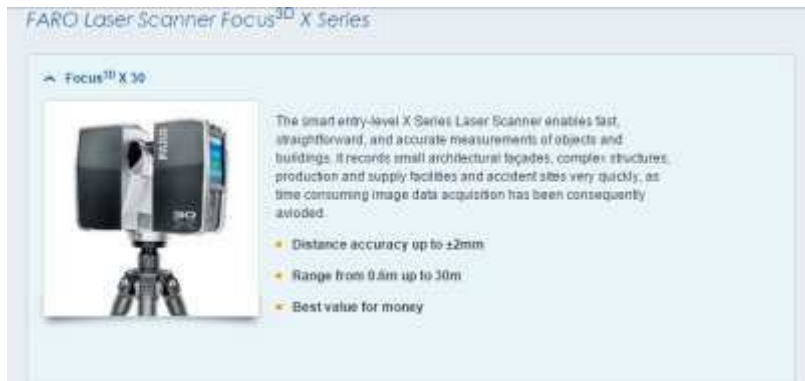 FARO Laser Scanner Focus3D X Series
Focus3D X 30
The smart entry-level X Series Laser Scanner enables fast,
straightforward, and accurate measurements of objects and
buildings. It records small architectural façades, complex structures,
production and supply facilities and accident sites very quickly, as
time consuming image data acquisition has been consequently
avioded.
Distance accuracy up to ±2mm
Range from 0.6m up to 30m
Best value for money
FARO
3D